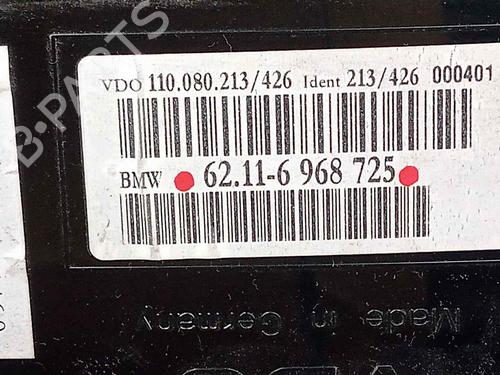 B-PARTS
VDO 110.080.213/426 Ident 213/426 000401
BMW 62.11-6 968 725
Made in
Germany